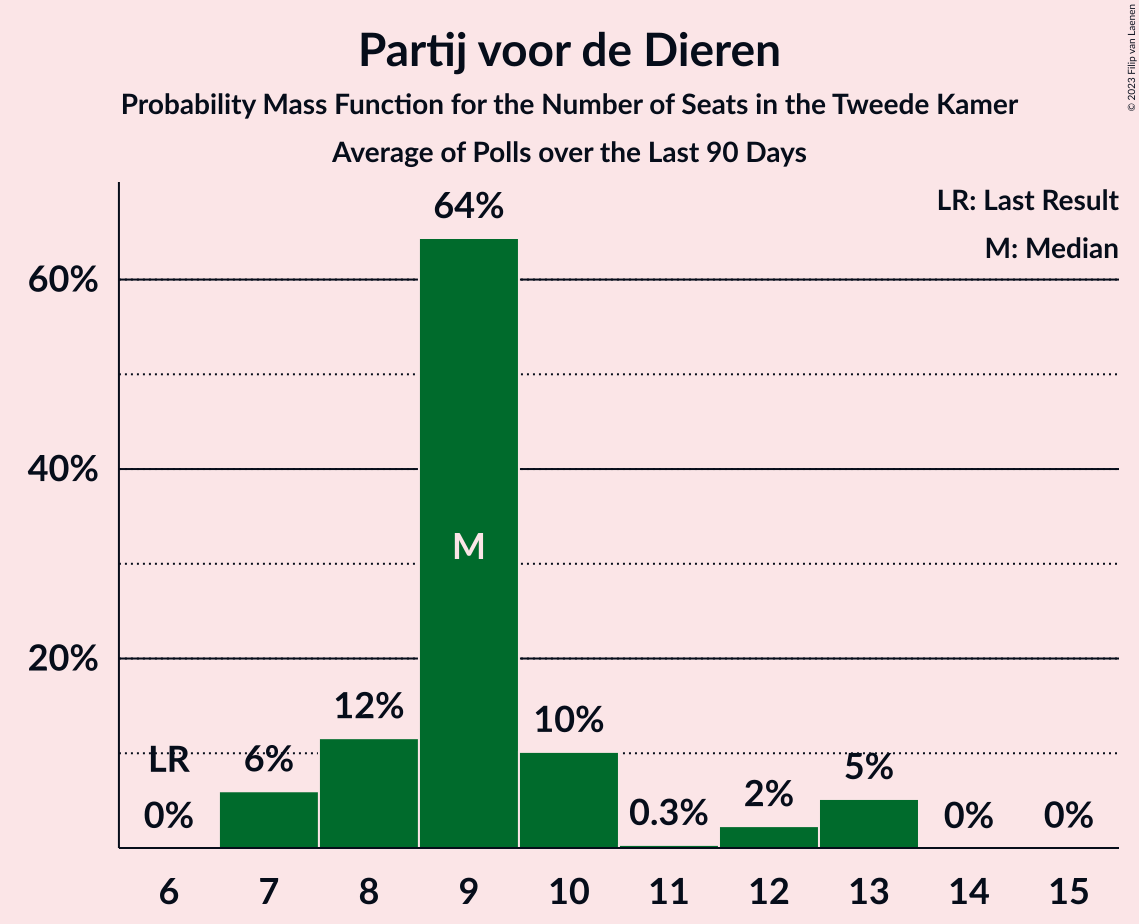 Partij voor de Dieren
Probability Mass Function for the Number of Seats in the Tweede Kamer
Average of Polls over the Last 90 Days
© 2023 Filip van Laenen
LR: Last Result
M: Median
64%
60%
40%
M
20%
12%
10%
LR
6%
5%
2%
0%
0.3%
0%
0%
6 7 8 9 10 11 12 13 14 15